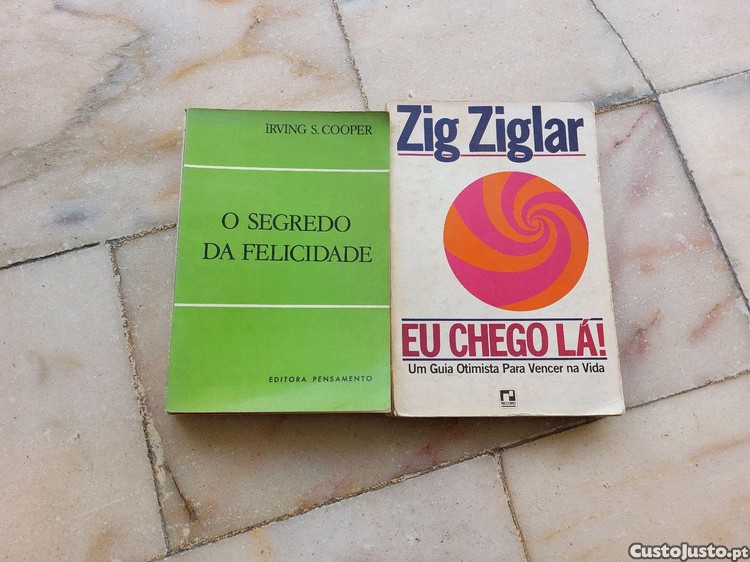 IRVING S. COOPER
O SEGREDO
DA FELICIDADE
EDITORA PENSAMENTO
Zig Ziglar
EU CHEGO LÁ!
Um Guia Otimista Para Vencer na Vida
RECORD
CustoJusto.pt